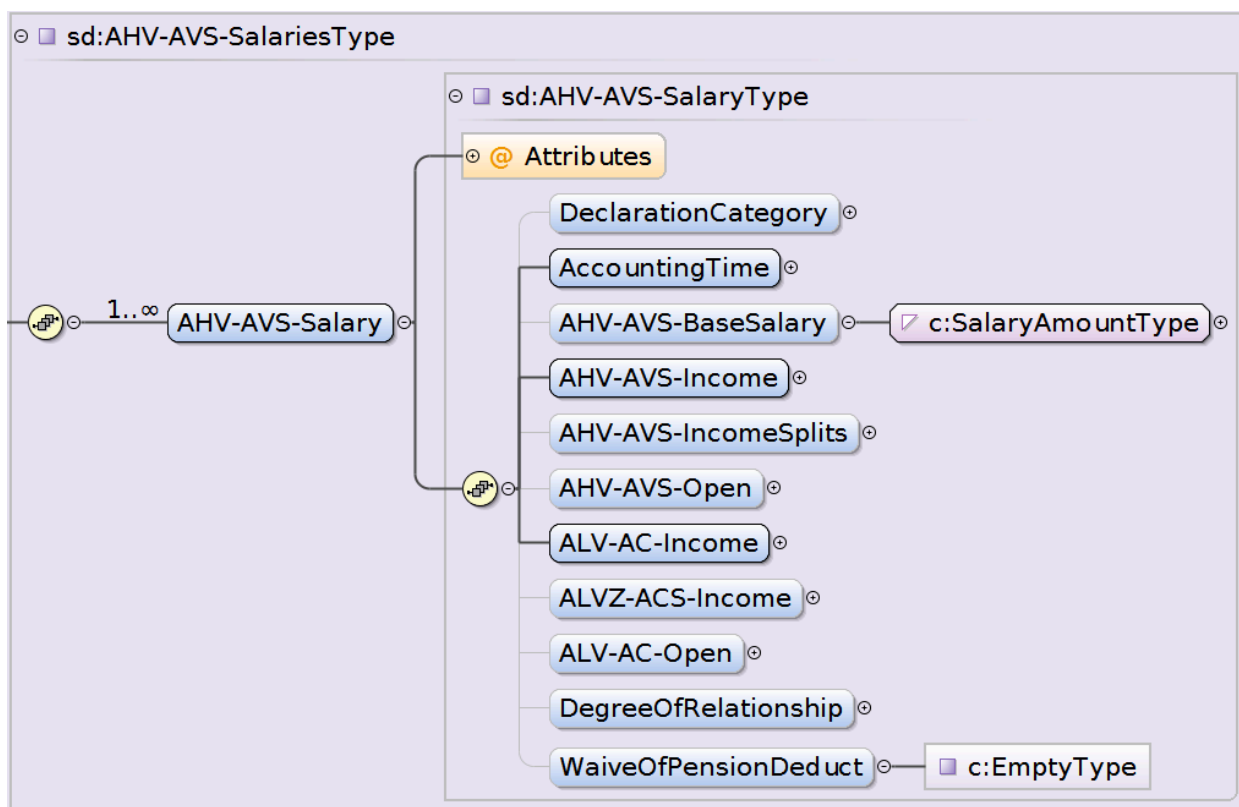 sd:AHV-AVS-SalariesType
sd:AHV-AVS-SalaryType
@ Attributes
DeclarationCategory
AccountingTime
1..∞ AHV-AVS-Salary
AHV-AVS-BaseSalary
c:SalaryAmountType
AHV-AVS-Income
AHV-AVS-IncomeSplits
AHV-AVS-Open
ALV-AC-Income
ALVZ-ACS-Income
ALV-AC-Open
DegreeOfRelationship
WaiveOfPensionDeduct
c:EmptyType